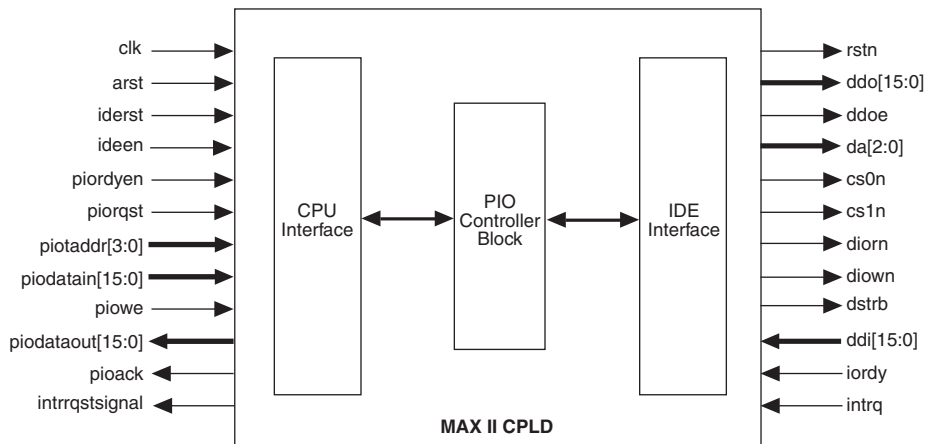 clk
arst
iderst
ideen
piordyen
piorqst
piotaddr[3:0]
piodatain[15:0]
piowe
piodataout[15:0]
pioack
intrrqstsignal
CPU
Interface
PIO
Controller
Block
IDE
Interface
MAX II CPLD
rstn
ddo[15:0]
ddoe
da[2:0]
cs0n
cs1n
diorn
diown
dstrb
ddi[15:0]
iordy
intrq